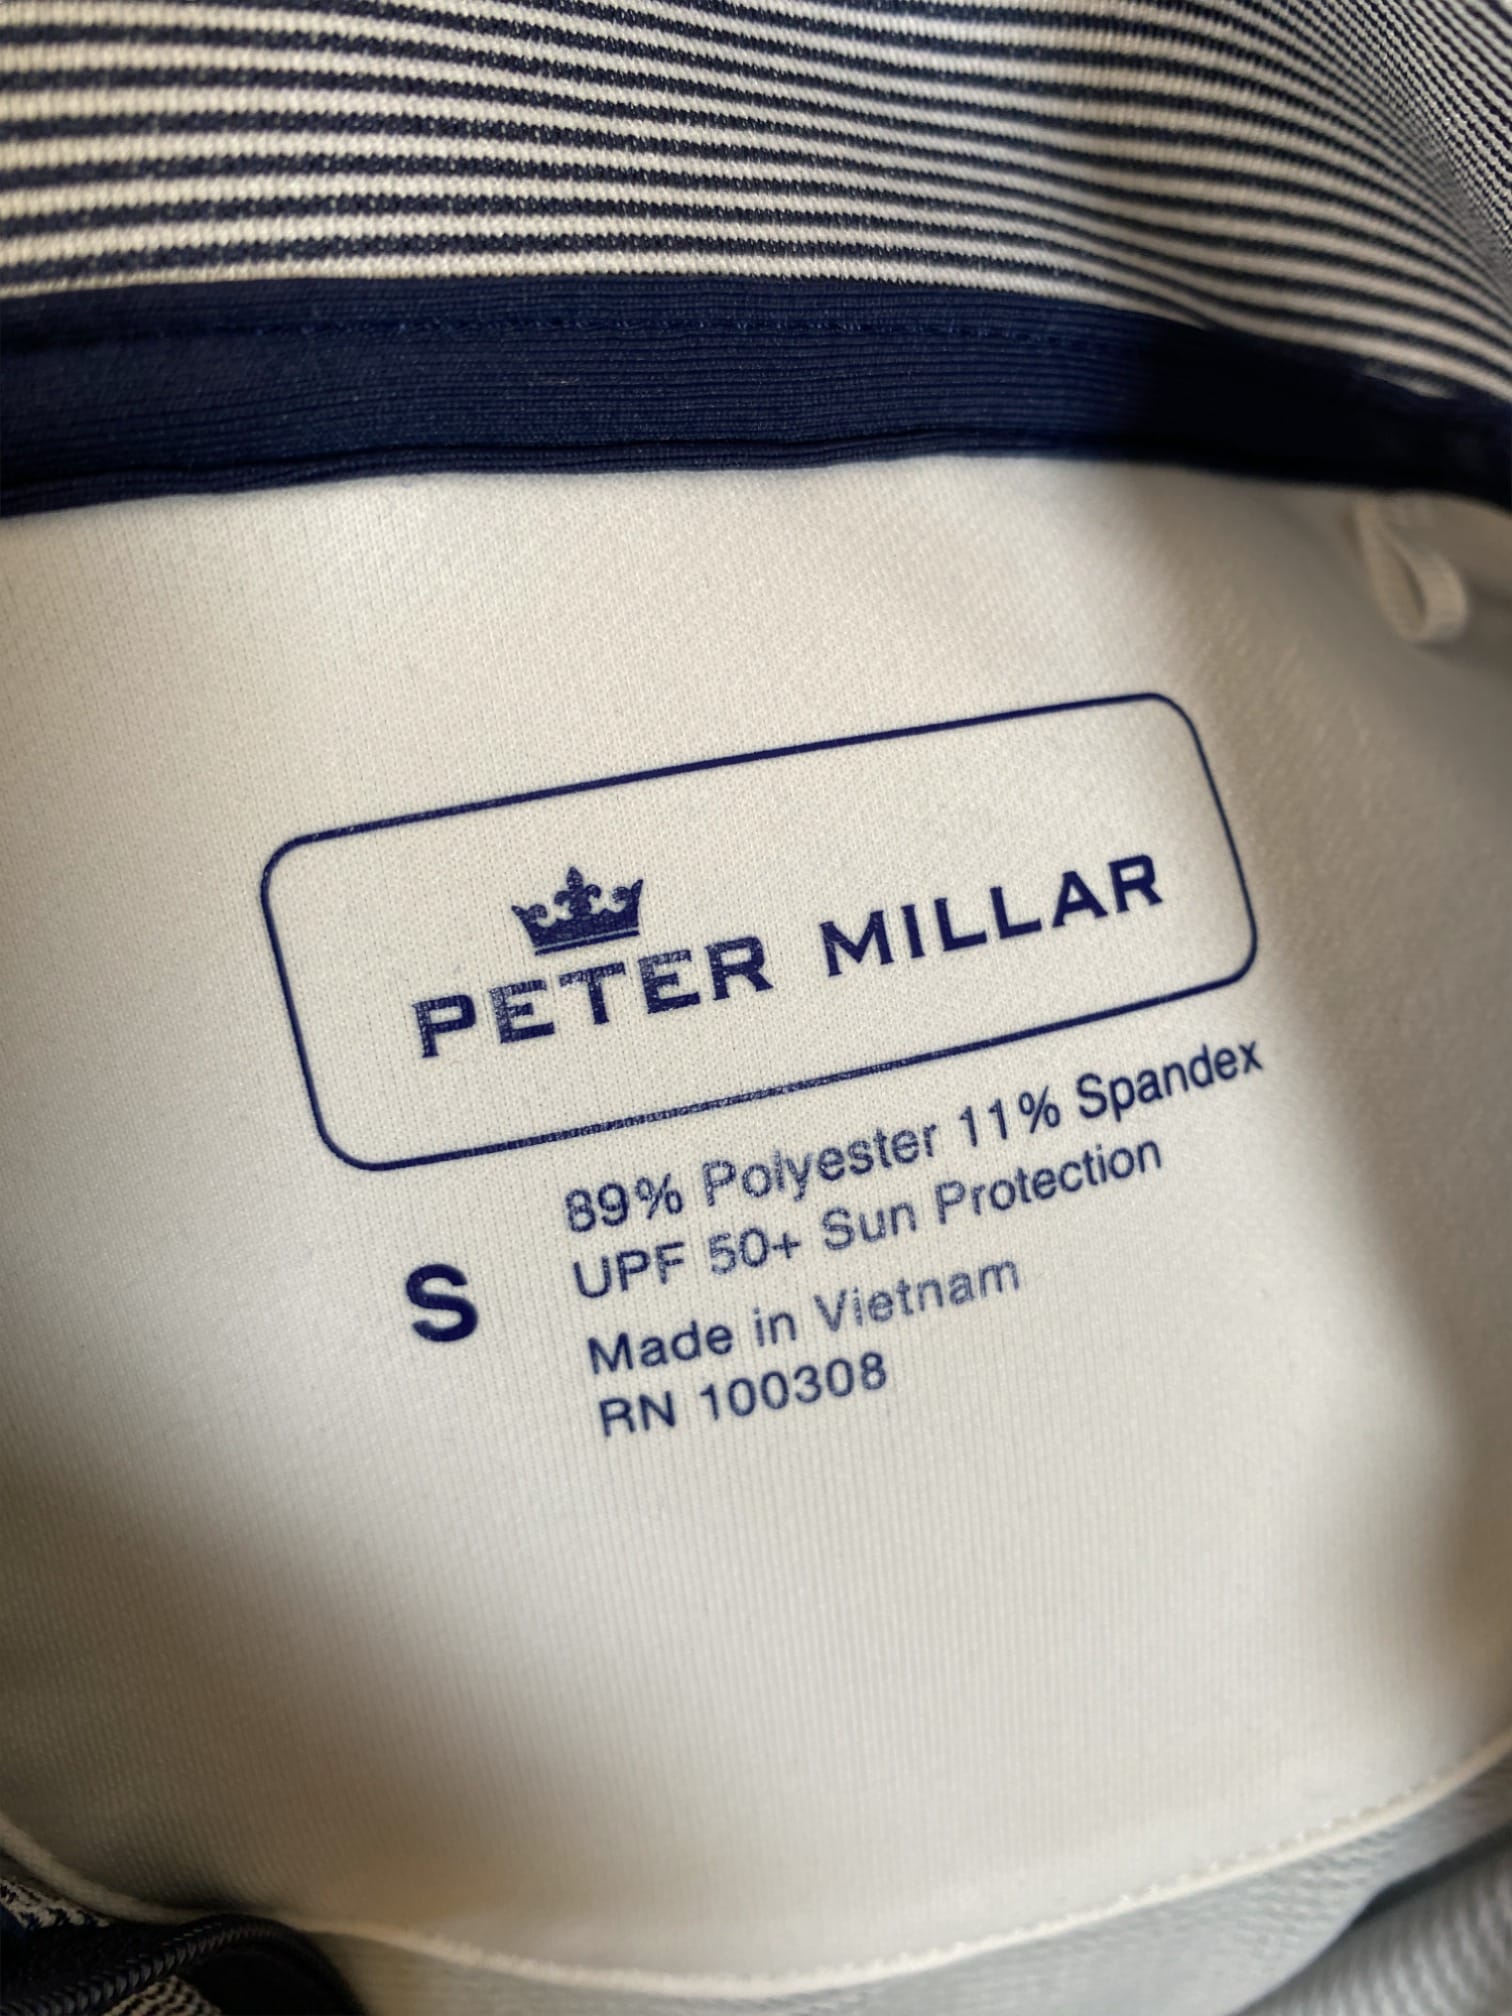 PETER MILLAR
89% Polyester 11% Spandex
UPF 50+ Sun Protection
S
Made in Vietnam
RN 100308